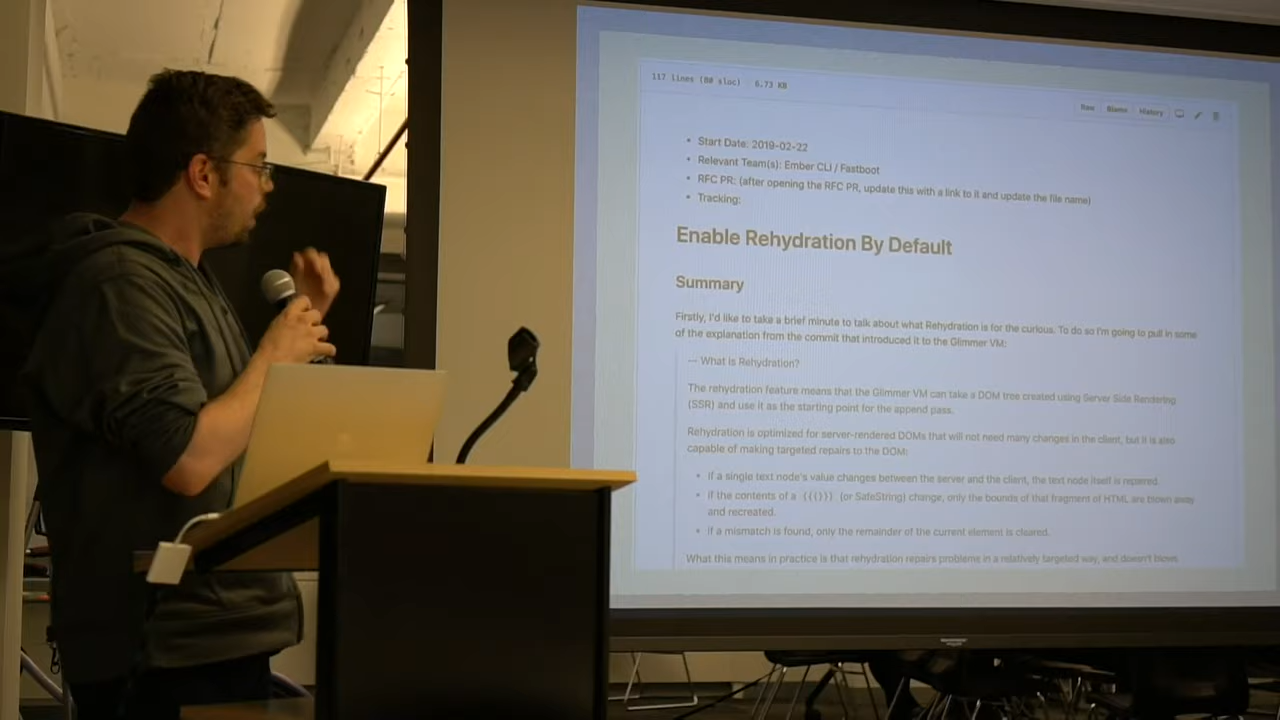 117 lines (80 sloc) 6.73 KB
Raw Blame History
• Start Date: 2019-02-22
• Relevant Team(s): Ember CLI / Fastboot
• RFC PR: (after opening the RFC PR, update this with a link to it and update the file name)
• Tracking:
Enable Rehydration By Default
Summary
Firstly, I'd like to take a brief minute to talk about what Rehydration is for the curious. To do so I'm going to pull in some
of the explanation from the commit that introduced it to the Glimmer VM:
— What is Rehydration?
The rehydration feature means that the Glimmer VM can take a DOM tree created using Server Side Rendering
(SSR) and use it as the starting point for the append pass.
Rehydration is optimized for server-rendered DOMs that will not need many changes in the client, but it is also
capable of making targeted repairs to the DOM:
• if a single text node's value changes between the server and the client, the text node itself is repaired.
• if the contents of a {{{}}} (or SafeString) change, only the bounds of that fragment of HTML are blown away
and recreated.
• if a mismatch is found, only the remainder of the current element is cleared.
What this means in practice is that rehydration repairs problems in a relatively targeted way, and doesn't blows